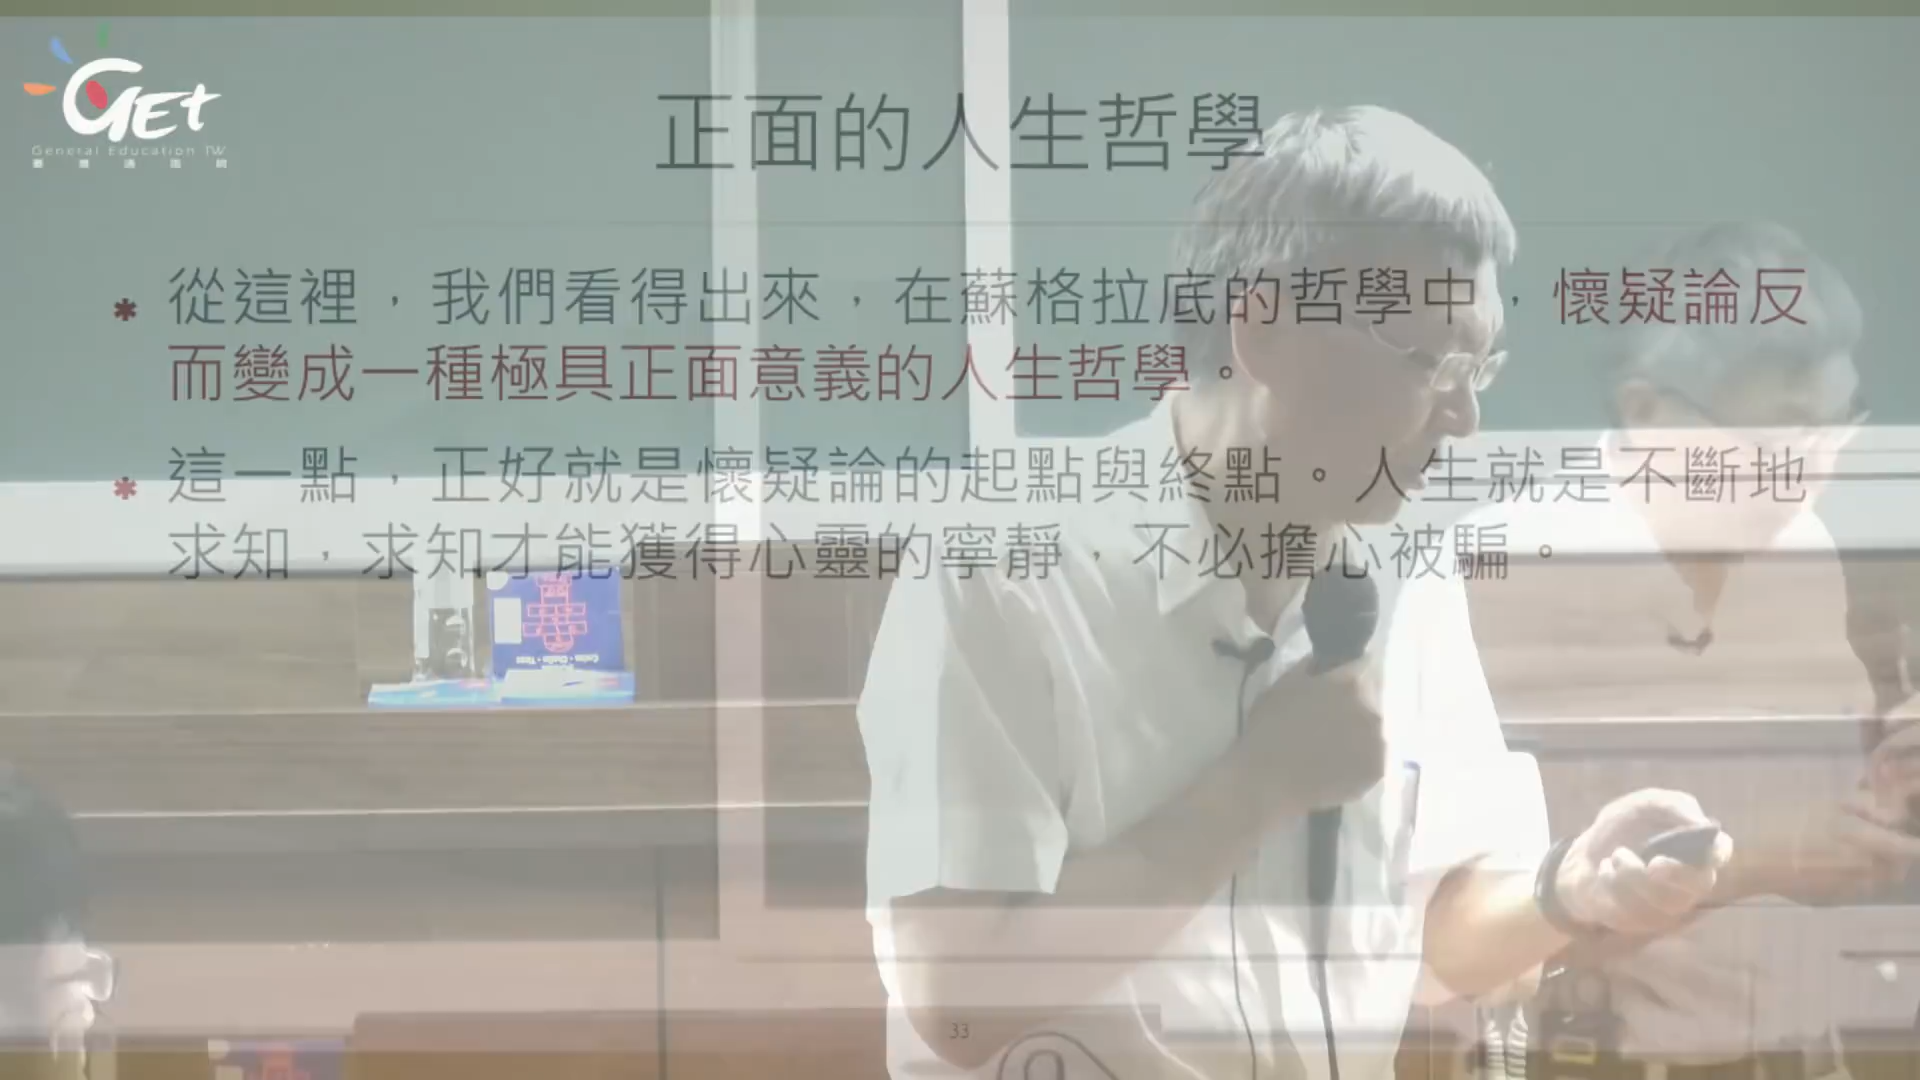 GEt
General Education TW
正面的人生哲學
* 從這裡，我們看得出來，在蘇格拉底的哲學中，懷疑論反
而變成一種極具正面意義的人生哲學。
* 這一點，正好就是懷疑論的起點與終點。人生就是不斷地
求知，求知才能獲得心靈的寧靜，不必擔心被騙。
33